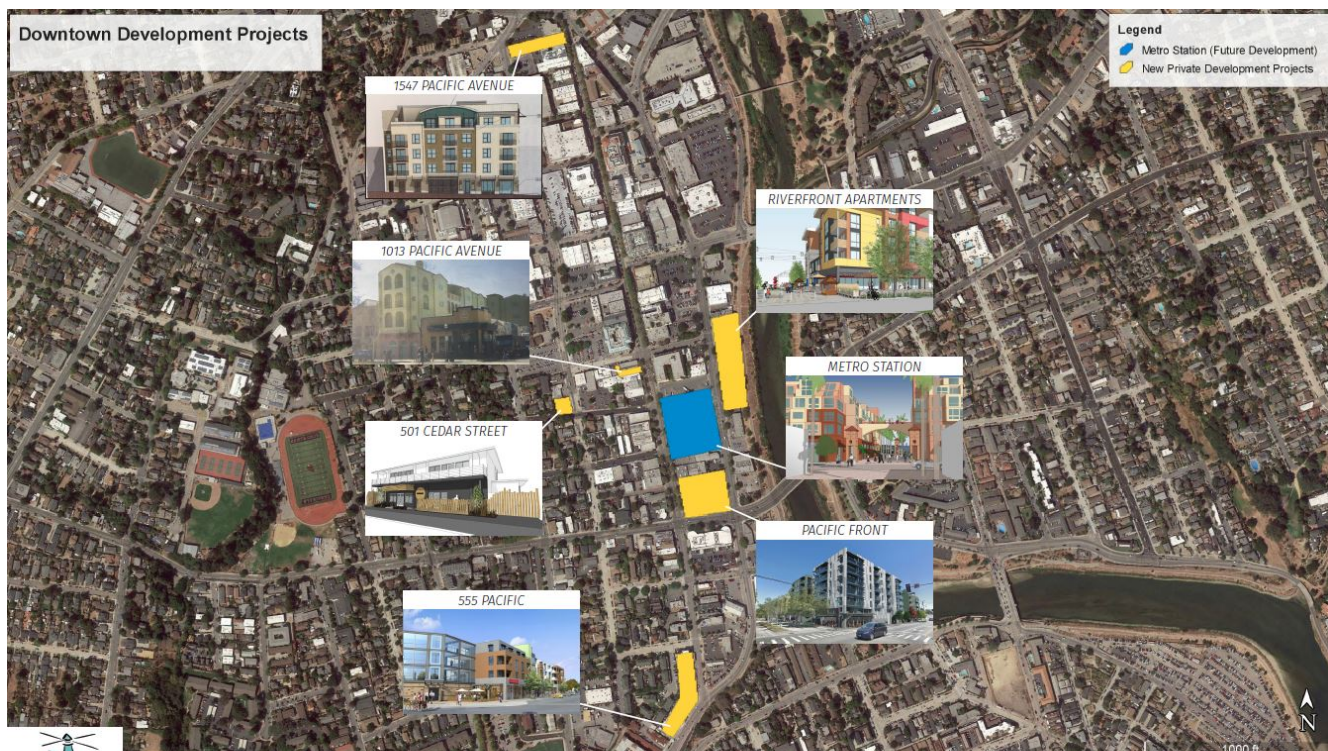 Downtown Development Projects
Legend
Metro Station (Future Development)
New Private Development Projects
1547 PACIFIC AVENUE
RIVERFRONT APARTMENTS
1013 PACIFIC AVENUE
METRO STATION
501 CEDAR STREET
PACIFIC FRONT
555 PACIFIC
N
1000 ft